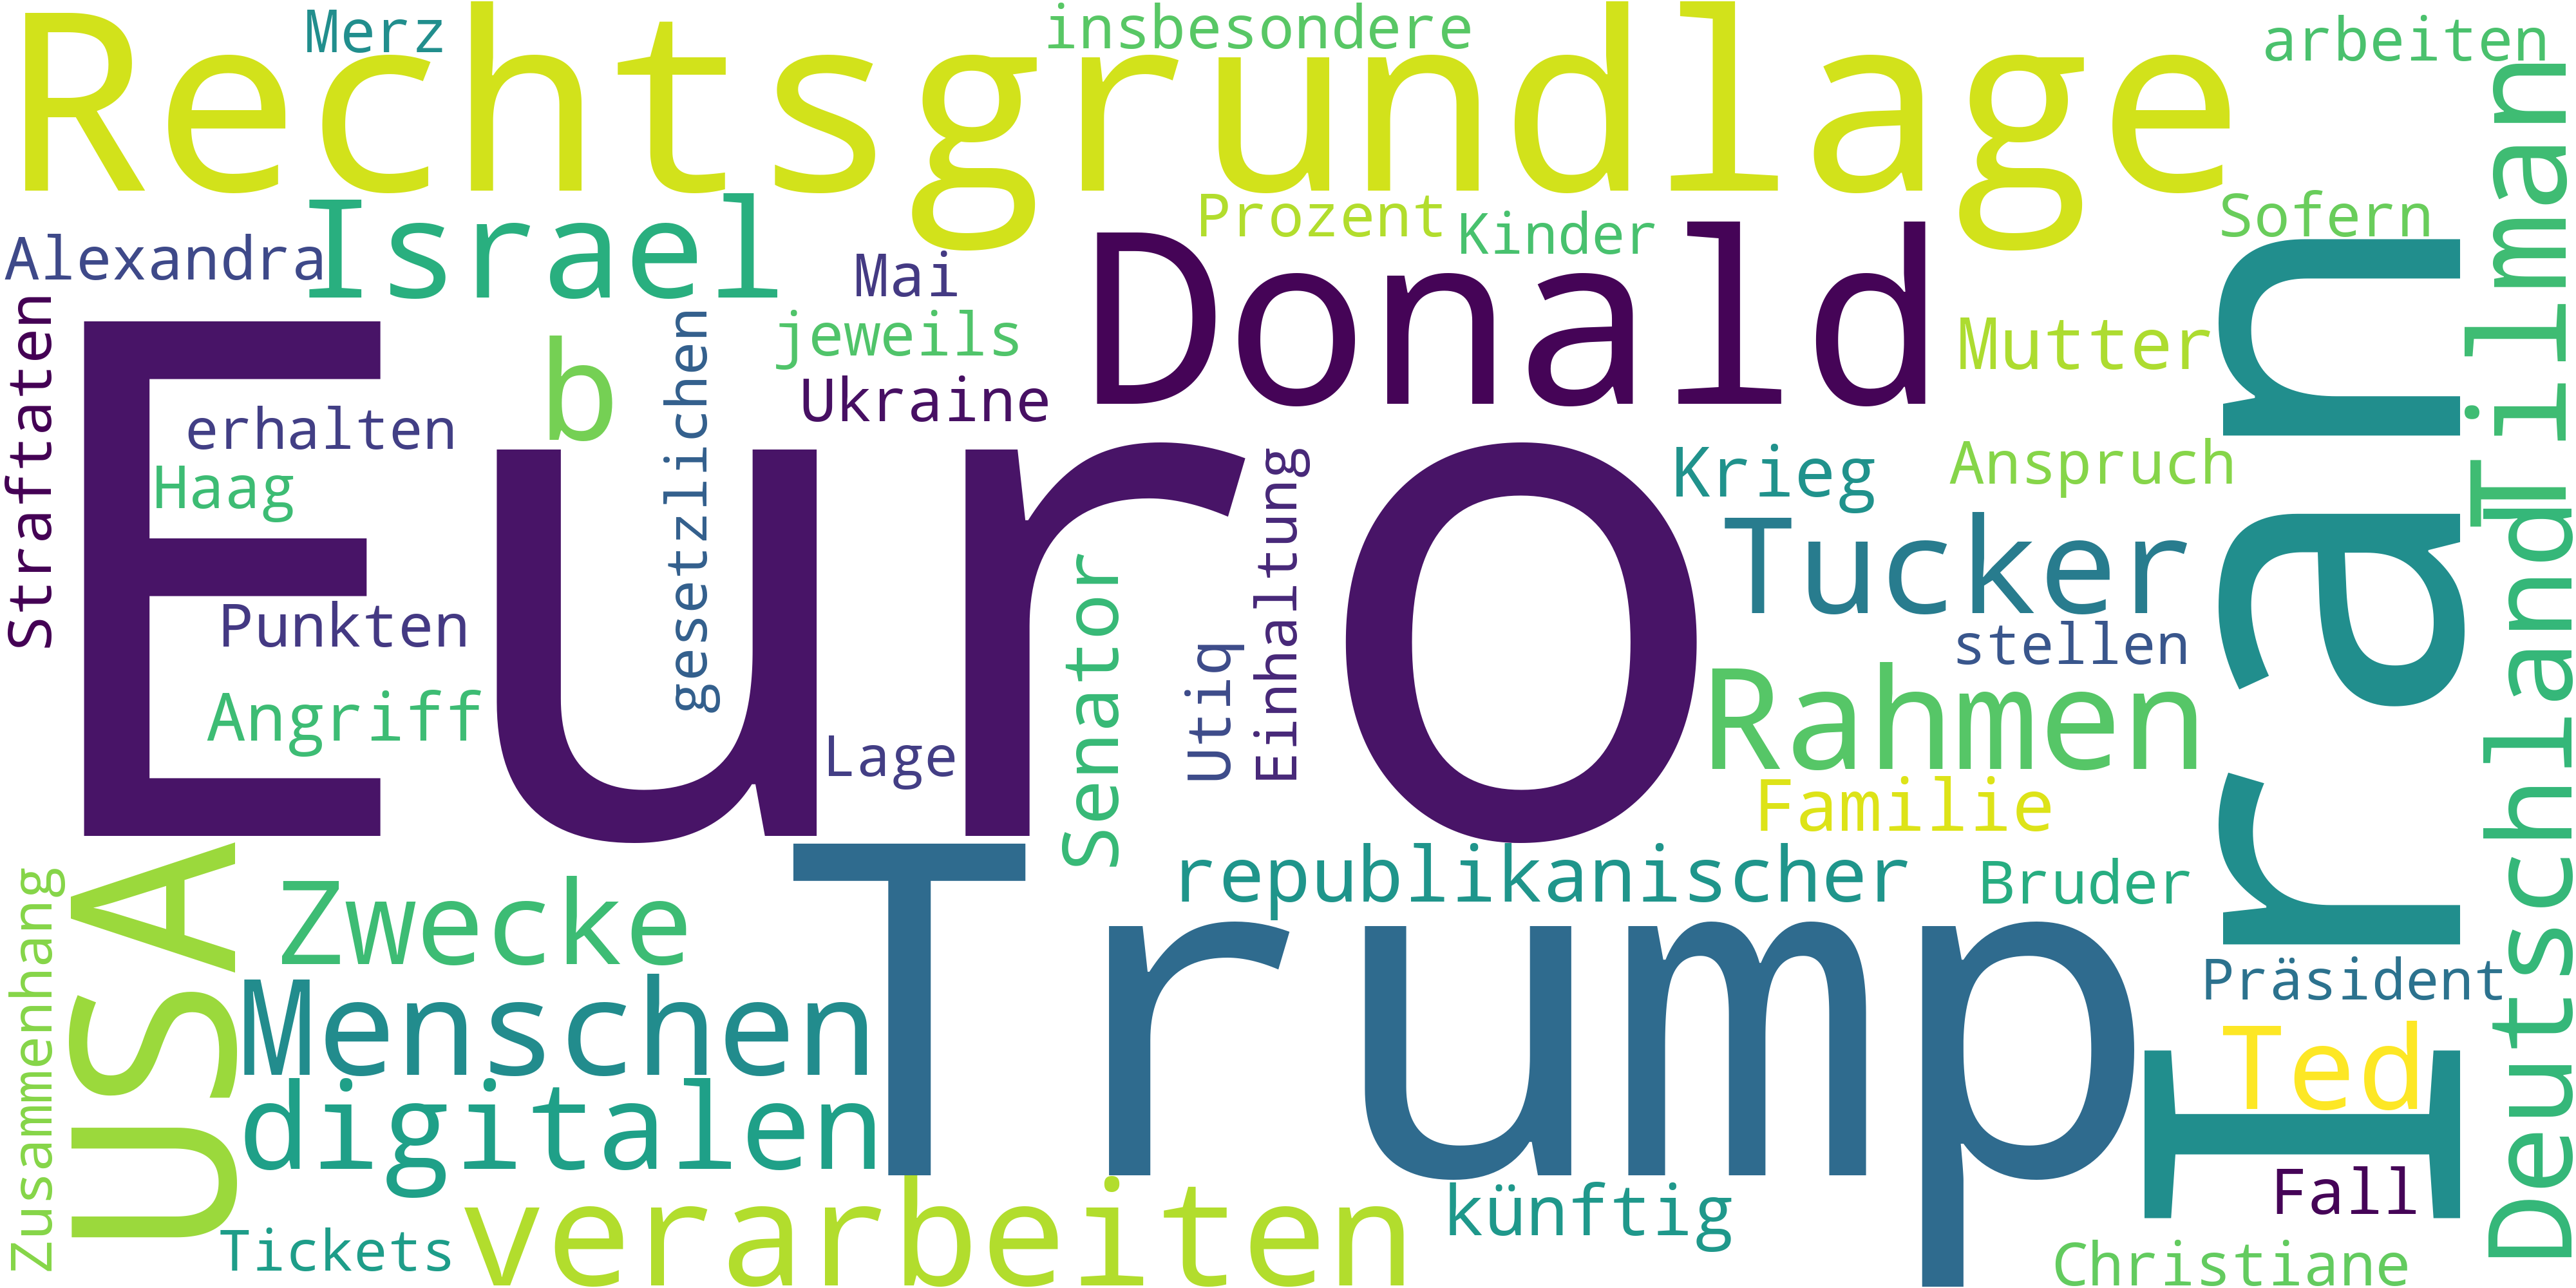 Rechtsgrundlage
Merz
insbesondere
arbeiten
Alexandra
Israel
Mai
Prozent
Kinder
Sofern
Tilman
Donald
jeweils
Ukraine
Mutter
b
gesetzlichen
Straftaten
erhalten
Haag
Euro
Krieg
Anspruch
Iran
Tucker
stellen
Punkten
Angriff
Lage
Senator
Utiq
Einhaltung
Rahmen
Familie
Deutschland
USA
Zusammenhang
Zwecke
republikanischer
Bruder
Trump
Menschen
Präsident
Ted
digitalen
Fall
Tickets
verarbeiten
künftig
Christiane